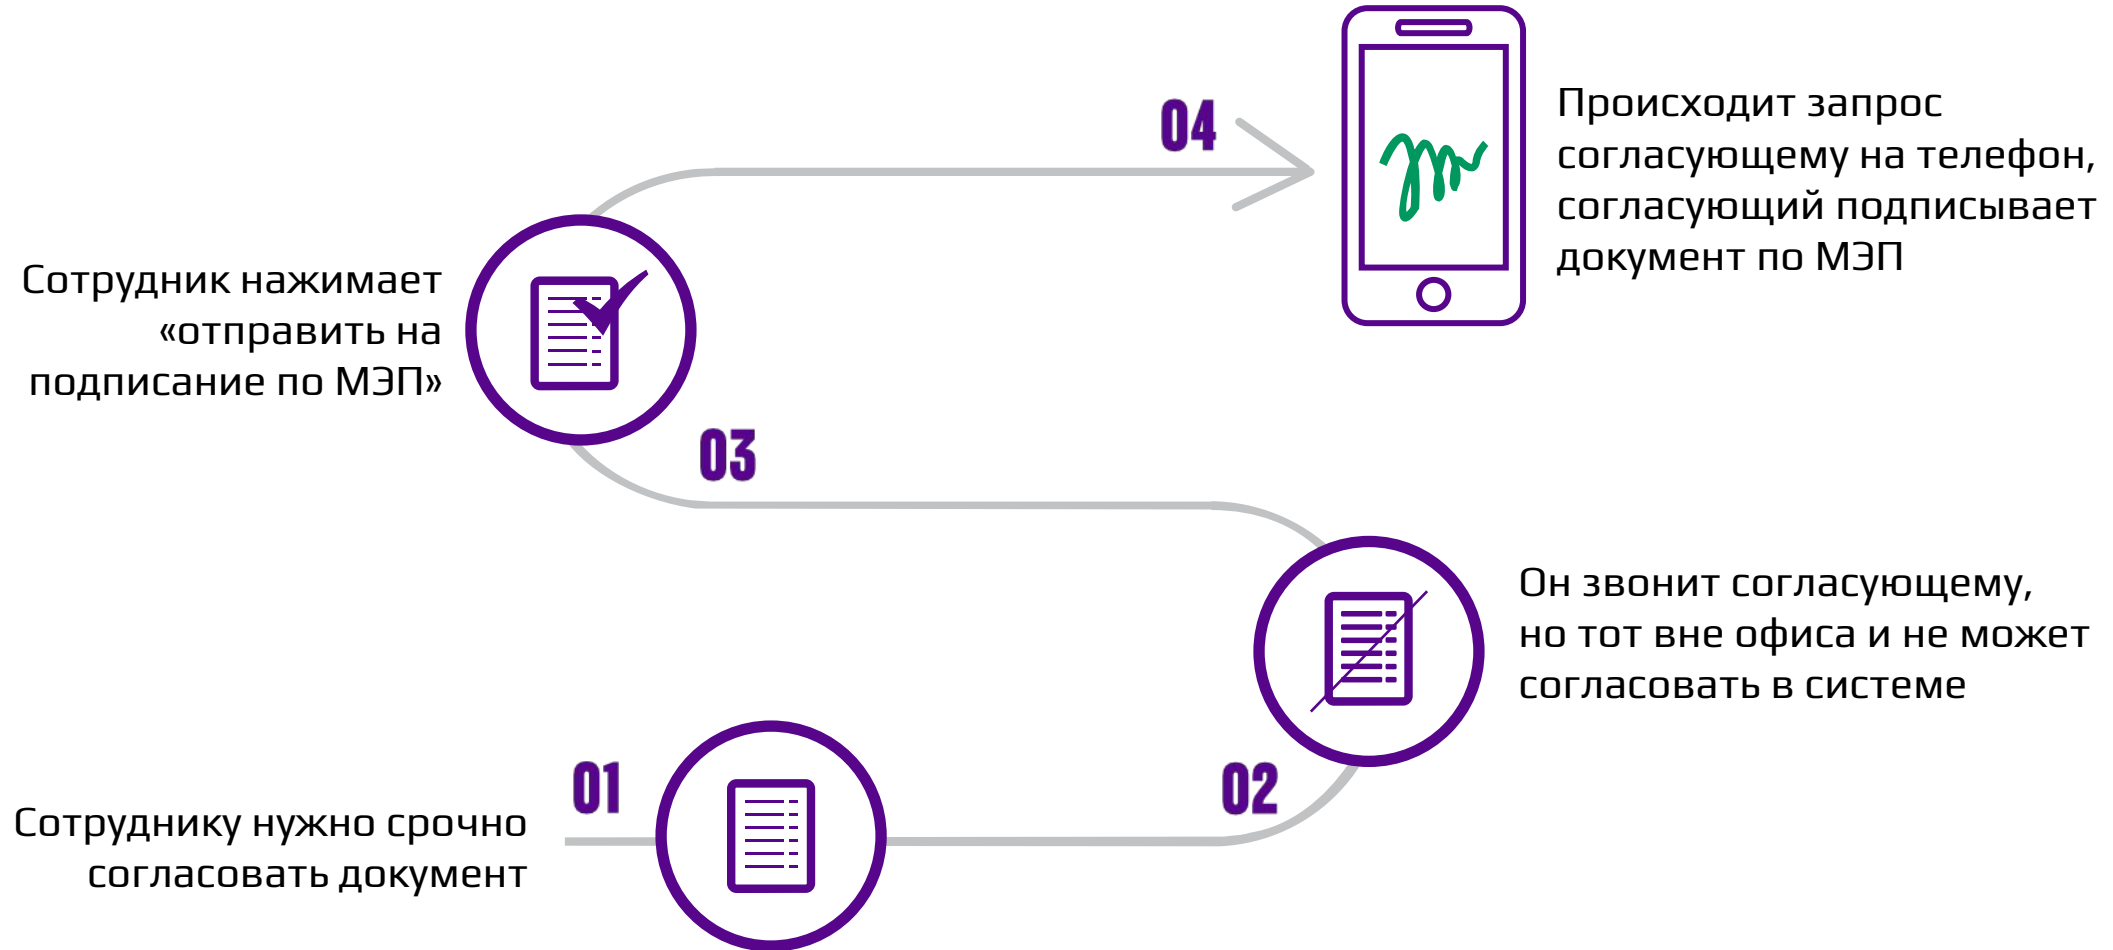 04
Происходит запрос
согласующему на телефон,
согласующий подписывает
документ по МЭП
Сотрудник нажимает
«отправить на
подписание по МЭП»
03
Он звонит согласующему,
но тот вне офиса и не может
согласовать в системе
02
01
Сотруднику нужно срочно
согласовать документ